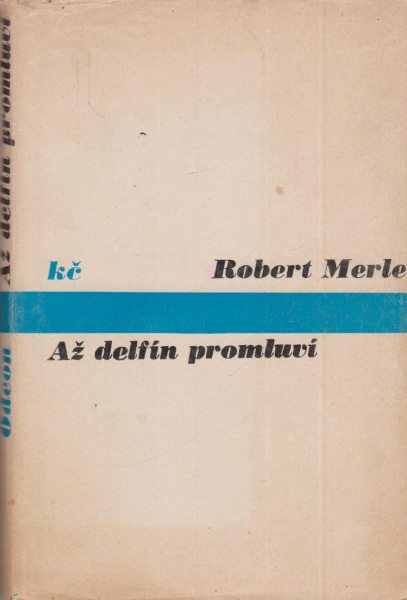 Až delfín promluví
Odeon
kč
Robert Merle
Až delfín promluví